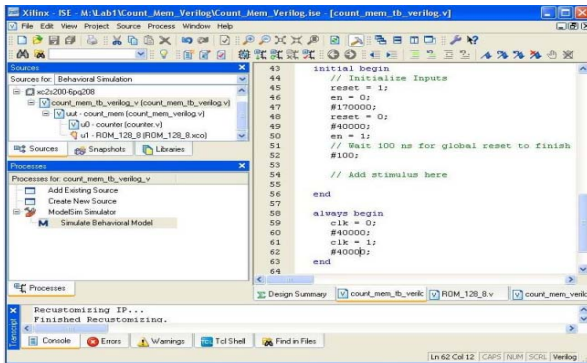 Xilinx - ISE - M:\Lab1\Count_Mem_Verilog\Count_Mem_Verilog.ise - [count_mem_tb_verilog.v]
File Edit View Project Source Process Window Help
Sources
Sources for: Behavioral Simulation
xc2s200-6pq208
count_mem_tb_verilog_v (count_mem_tb_verilog.v)
uut - count_mem (count_mem_verilog.v)
u0 - counter (counter.v)
u1 - ROM_128_8 (ROM_128_8.xco)
Sources Snapshots Libraries
Processes
Processes for: count_mem_tb_verilog_v
Add Existing Source
Create New Source
ModelSim Simulator
Simulate Behavioral Model
Processes
43 initial begin
44 // Initialize Inputs
45 reset = 1;
46 en = 0;
47 #170000;
48 reset = 0;
49 #40000;
50 en = 1;
51 // Wait 100 ns for global reset to finish
52 #100;
53
54 // Add stimulus here
55
56 end
57
58 always begin
59 clk = 0;
60 #40000;
61 clk = 1;
62 #40000;
63 end
64
Design Summary count_mem_tb_verilc ROM_128_8.v count_mem_verilc
Transcript
Recustomizing IP...
Finished Recustomizing.
Console Errors Warnings Tcl Shell Find in Files
Ln 62 Col 12 CAPS NUM SCRL Verilog